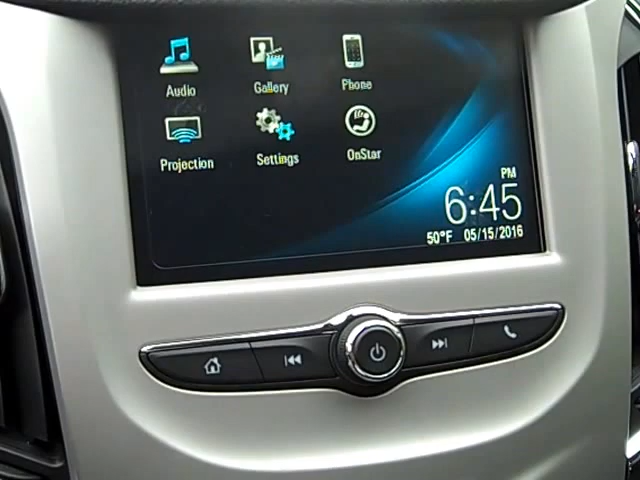 Audio Gallery Phone
Projection Settings OnStar
PM
6:45
50°F 05/15/2016